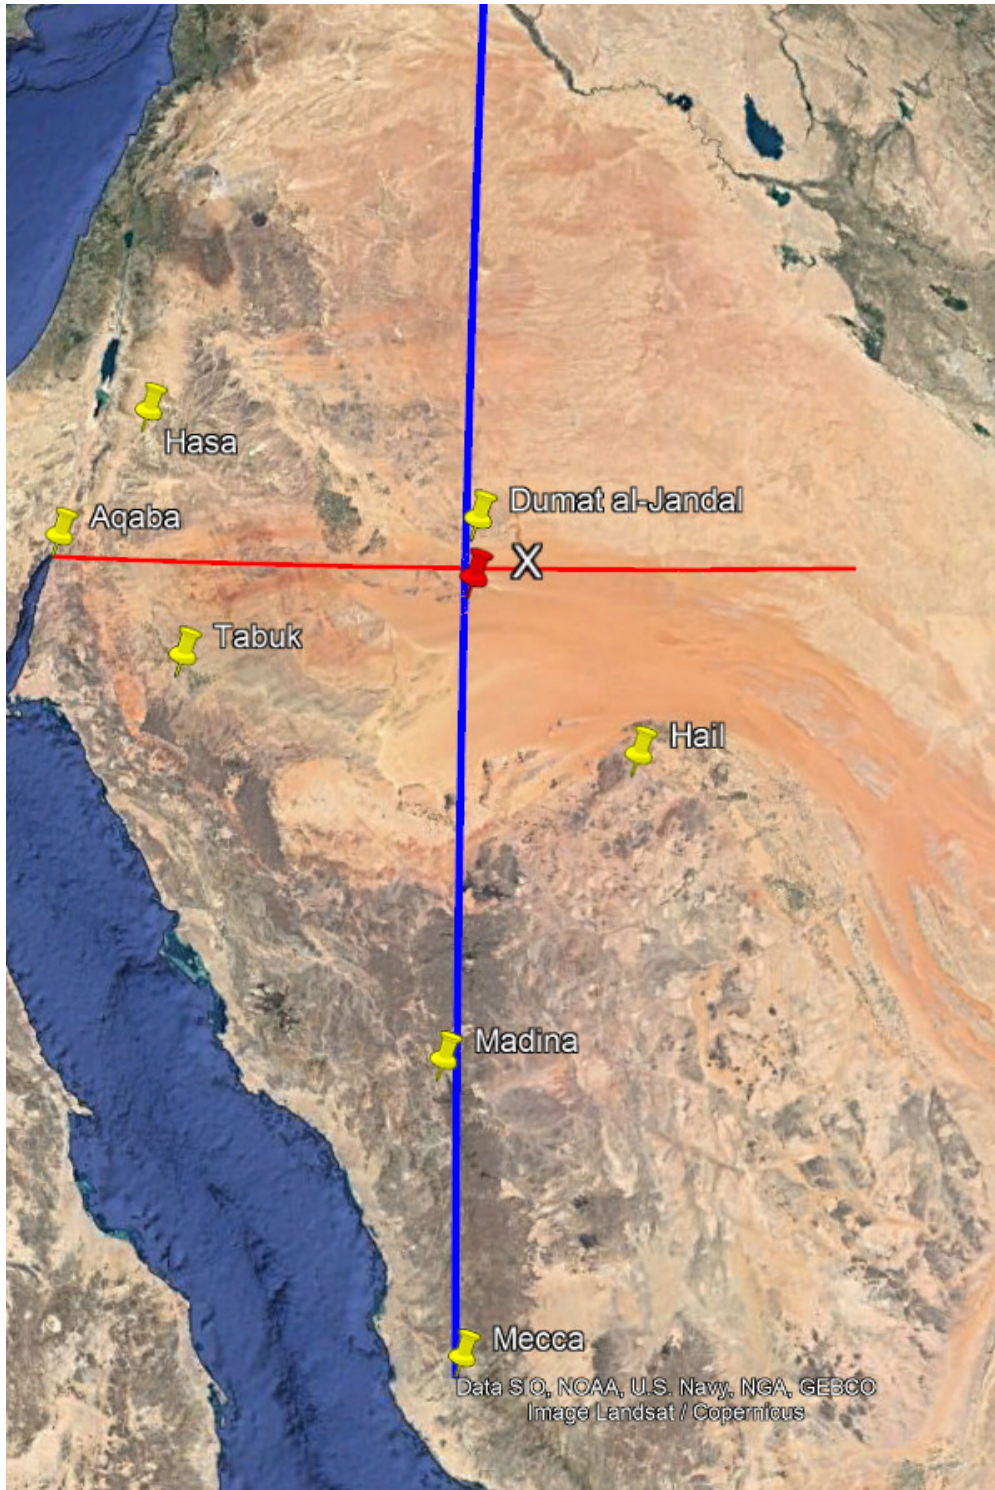 Hasa
Dumat al-Jandal
Aqaba
X
Tabuk
Hail
Madina
Mecca
Data SIO, NOAA, U.S. Navy, NGA, GEBCO
Image Landsat / Copernicus